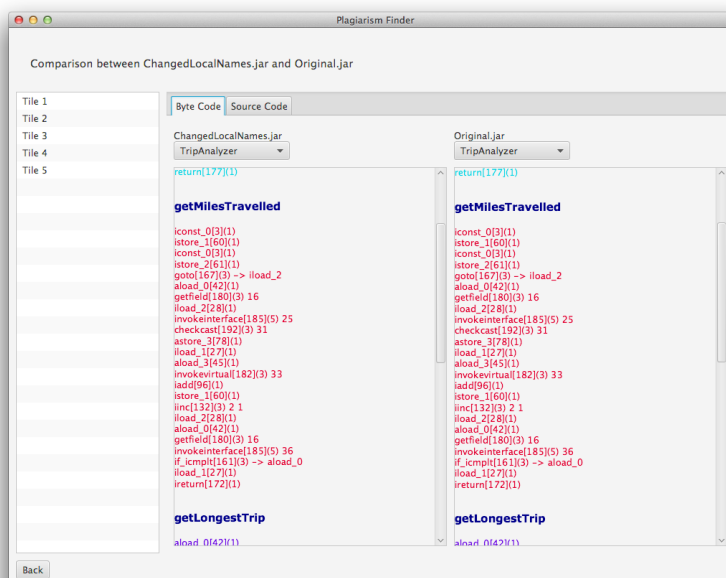 Plagiarism Finder
Comparison between ChangedLocalNames.jar and Original.jar
Tile 1
Tile 2
Tile 3
Tile 4
Tile 5
Byte Code
Source Code
ChangedLocalNames.jar
TripAnalyzer
return[177](1)
getMilesTravelled
iconst_0[3](1)
istore_1[60](1)
iconst_0[3](1)
istore_2[61](1)
goto[167](3) -> iload_2
aload_0[42](1)
getfield[180](3) 16
iload_2[28](1)
invokeinterface[185](5) 25
checkcast[192](3) 31
astore_3[78](1)
iload_1[27](1)
aload_3[45](1)
invokevirtual[182](3) 33
iadd[96](1)
istore_1[60](1)
iinc[132](3) 2 1
iload_2[28](1)
aload_0[42](1)
getfield[180](3) 16
invokeinterface[185](5) 36
if_icmplt[161](3) -> aload_0
iload_1[27](1)
ireturn[172](1)
getLongestTrip
aload_0[42](1)
Original.jar
TripAnalyzer
return[177](1)
getMilesTravelled
iconst_0[3](1)
istore_1[60](1)
iconst_0[3](1)
istore_2[61](1)
goto[167](3) -> iload_2
aload_0[42](1)
getfield[180](3) 16
iload_2[28](1)
invokeinterface[185](5) 25
checkcast[192](3) 31
astore_3[78](1)
iload_1[27](1)
aload_3[45](1)
invokevirtual[182](3) 33
iadd[96](1)
istore_1[60](1)
iinc[132](3) 2 1
iload_2[28](1)
aload_0[42](1)
getfield[180](3) 16
invokeinterface[185](5) 36
if_icmplt[161](3) -> aload_0
iload_1[27](1)
ireturn[172](1)
getLongestTrip
aload_0[42](1)
Back